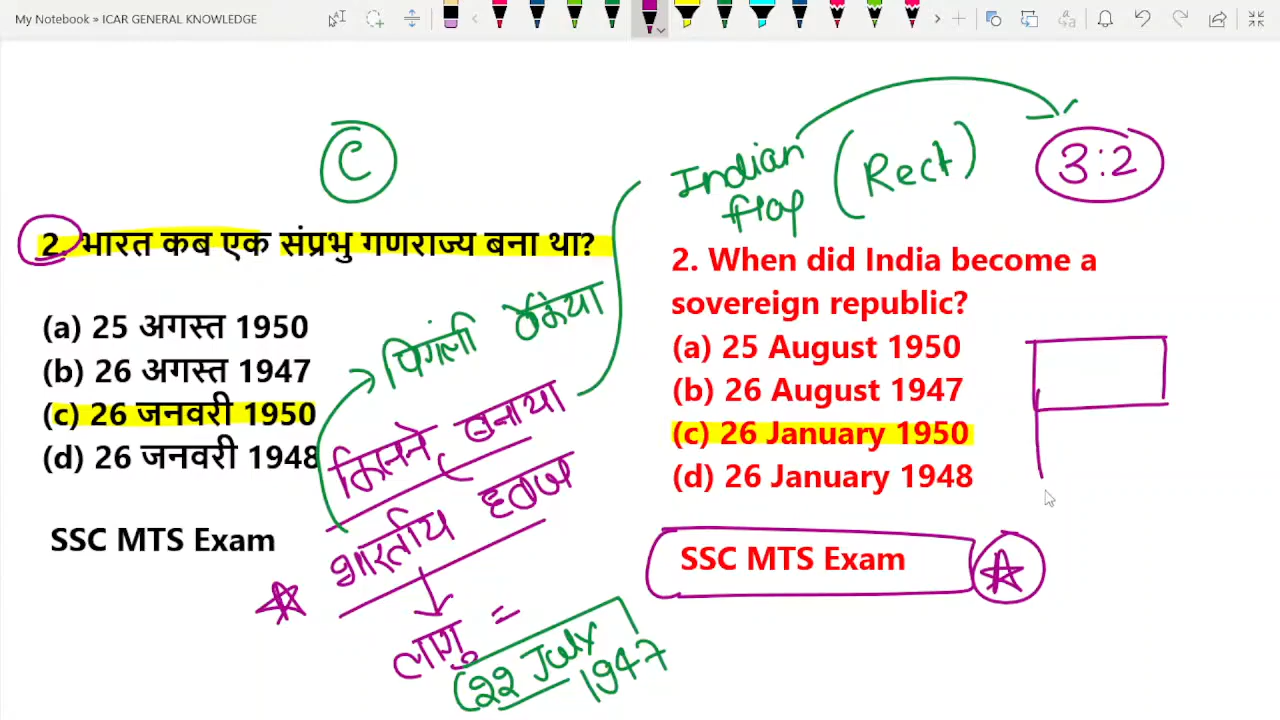 My Notebook » ICAR GENERAL KNOWLEDGE
C
2. भारत कब एक संप्रभु गणराज्य बना था?
(a) 25 अगस्त 1950
(b) 26 अगस्त 1947
(c) 26 जनवरी 1950
(d) 26 जनवरी 1948
SSC MTS Exam
पिगंली वेंकैया
किसने बनाया
भारतीय ध्वज
लागु =
22 July
1947
Indian
flag
(Rect)
3:2
2. When did India become a
sovereign republic?
(a) 25 August 1950
(b) 26 August 1947
(c) 26 January 1950
(d) 26 January 1948
SSC MTS Exam